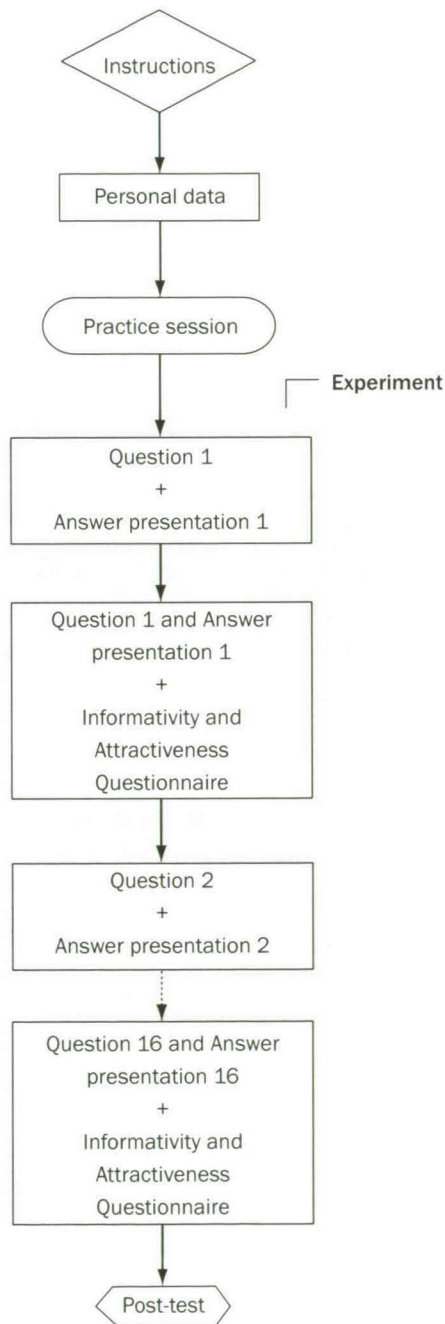 Instructions
Personal data
Practice session
Experiment
Question 1
+
Answer presentation 1
Question 1 and Answer
presentation 1
+
Informativity and
Attractiveness
Questionnaire
Question 2
+
Answer presentation 2
Question 16 and Answer
presentation 16
+
Informativity and
Attractiveness
Questionnaire
Post-test